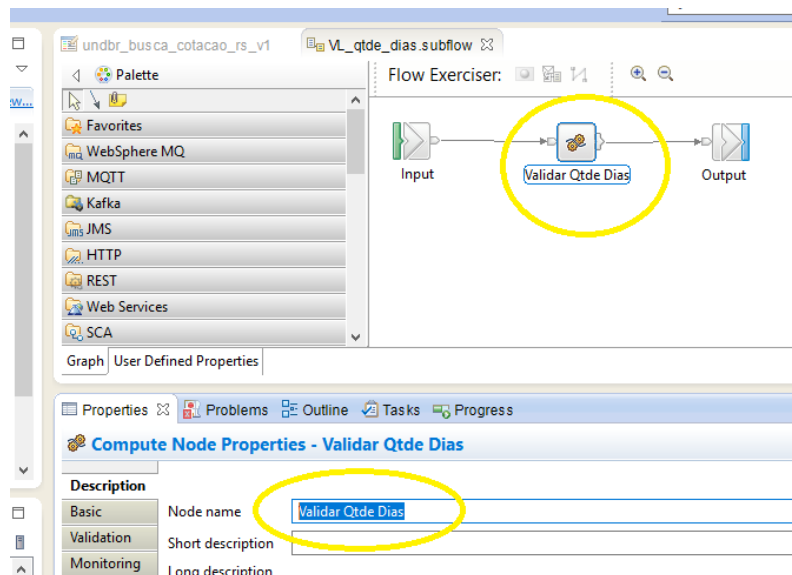 undbr_busca_cotacao_rs_v1
VL_qtde_dias.subflow
Palette
Flow Exerciser:
Favorites
WebSphere MQ
MQTT
Kafka
JMS
HTTP
REST
Web Services
SCA
Input
Validar Qtde Dias
Output
Graph
User Defined Properties
Properties
Problems
Outline
Tasks
Progress
Compute Node Properties - Validar Qtde Dias
Description
Basic
Node name
Validar Qtde Dias
Validation
Short description
Monitoring
Long description